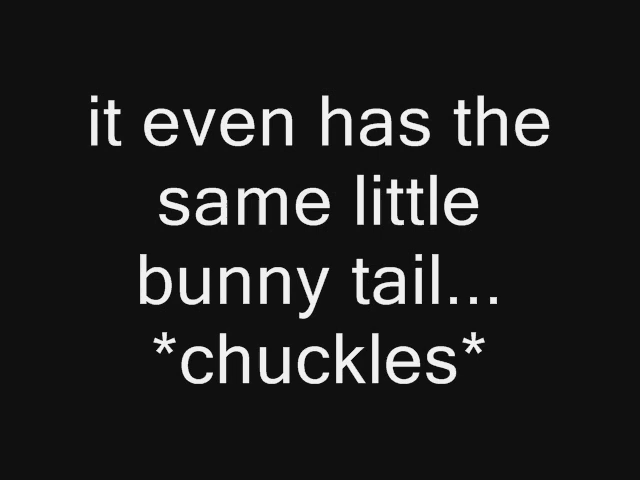 it even has the
same little
bunny tail...
*chuckles*